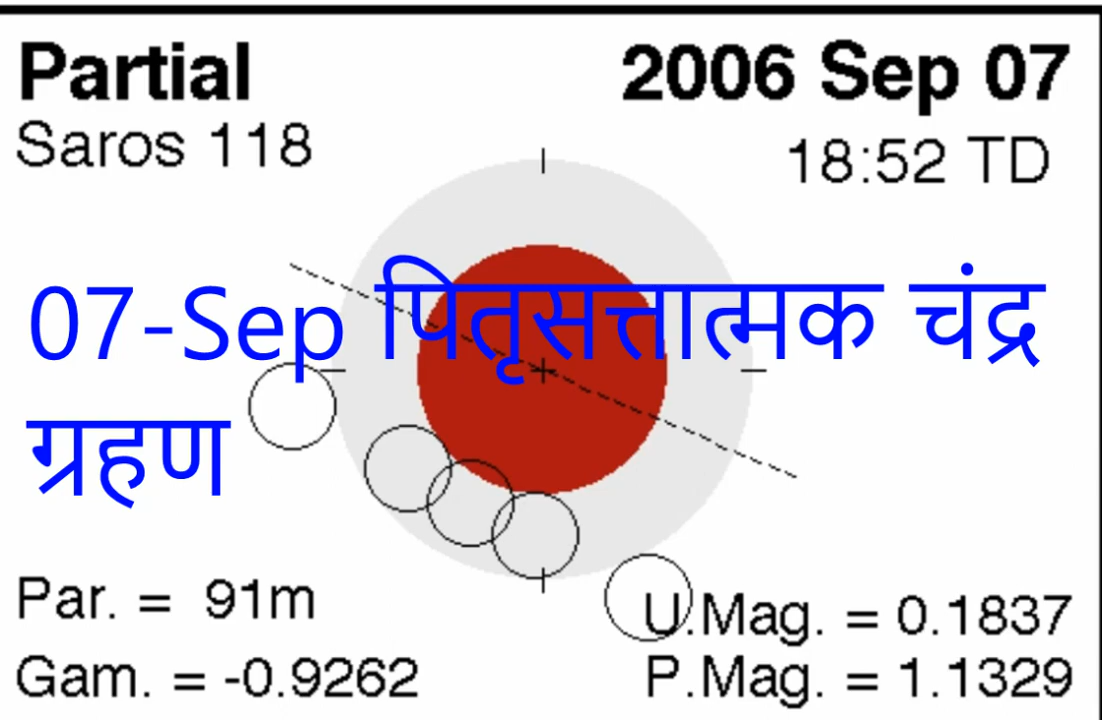 Partial
2006 Sep 07
Saros 118
18:52 TD
07-Sep पितृसत्तात्मक चंद्र
ग्रहण
Par. = 91m
U.Mag. = 0.1837
Gam. = -0.9262
P.Mag. = 1.1329